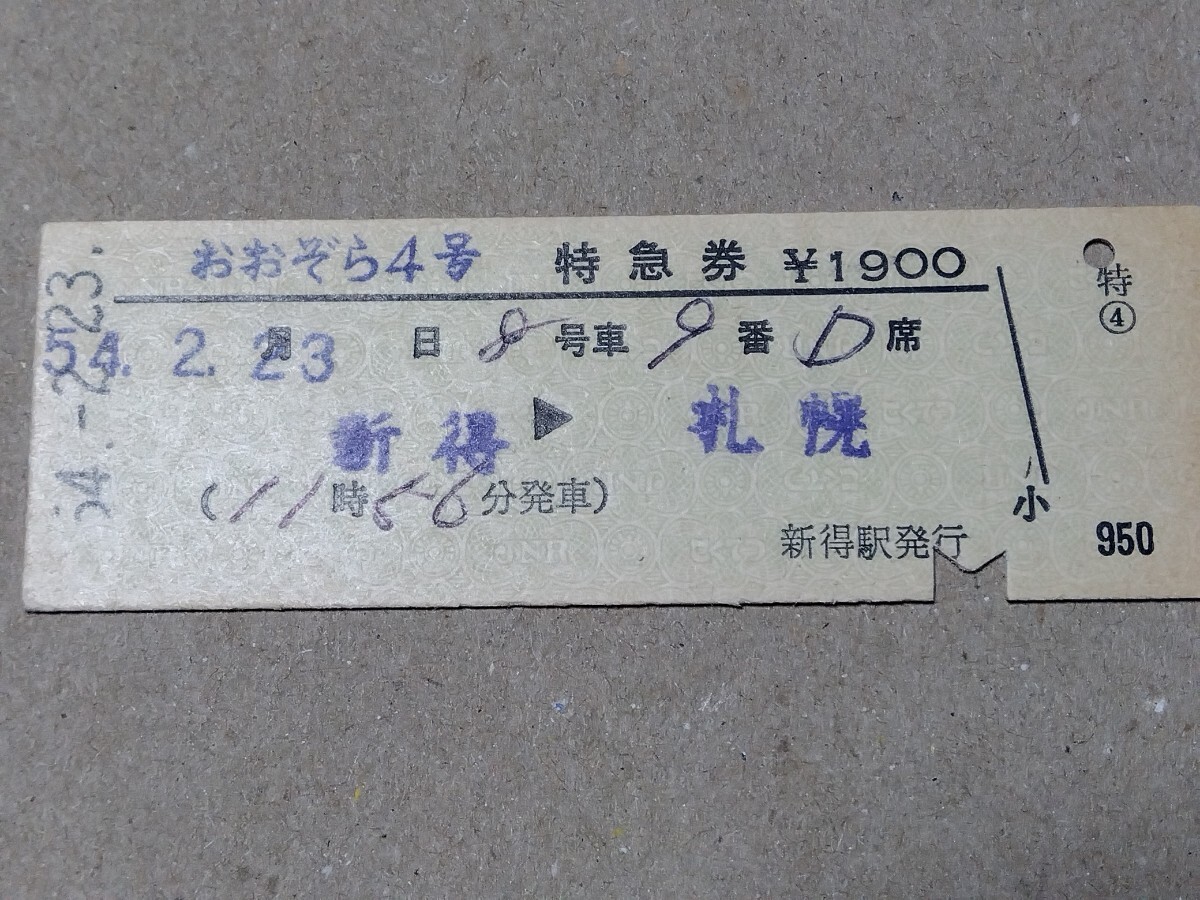 おおぞら4号 特急券 ¥1900
54. 2. 23 月 日 8 号車 9 番 D 席
新得 ▶ 札幌
(11時56分発車)
新得駅発行
小
特
④
950
54.-2.23.